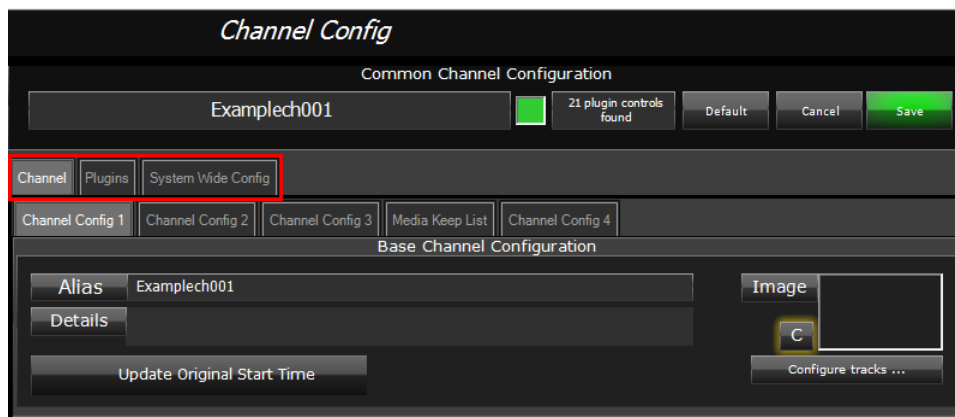 Channel Config
Common Channel Configuration
Examplech001
21 plugin controls
found
Default
Cancel
Save
Channel
Plugins
System Wide Config
Channel Config 1
Channel Config 2
Channel Config 3
Media Keep List
Channel Config 4
Base Channel Configuration
Alias
Examplech001
Image
Details
C
Update Original Start Time
Configure tracks ...